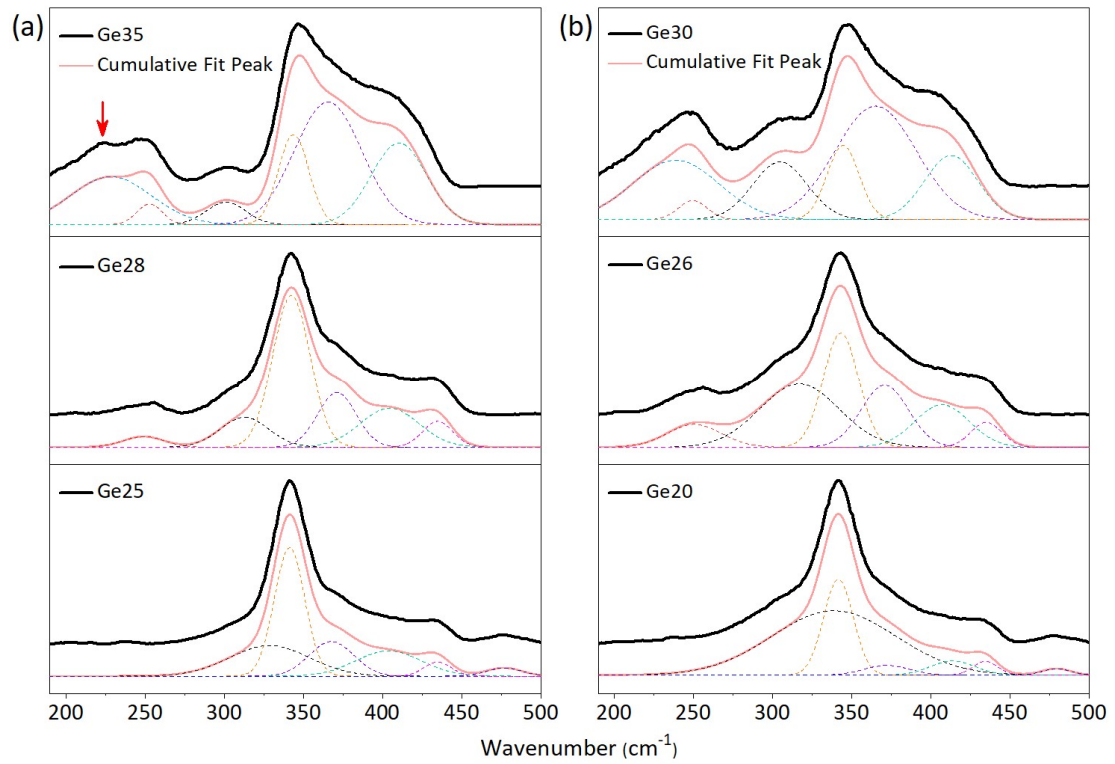 (a)
Ge35
Cumulative Fit Peak
Ge28
Ge25
200 250 300 350 400 450 500
(b)
Ge30
Cumulative Fit Peak
Ge26
Ge20
200 250 300 350 400 450 500
Wavenumber (cm-1)